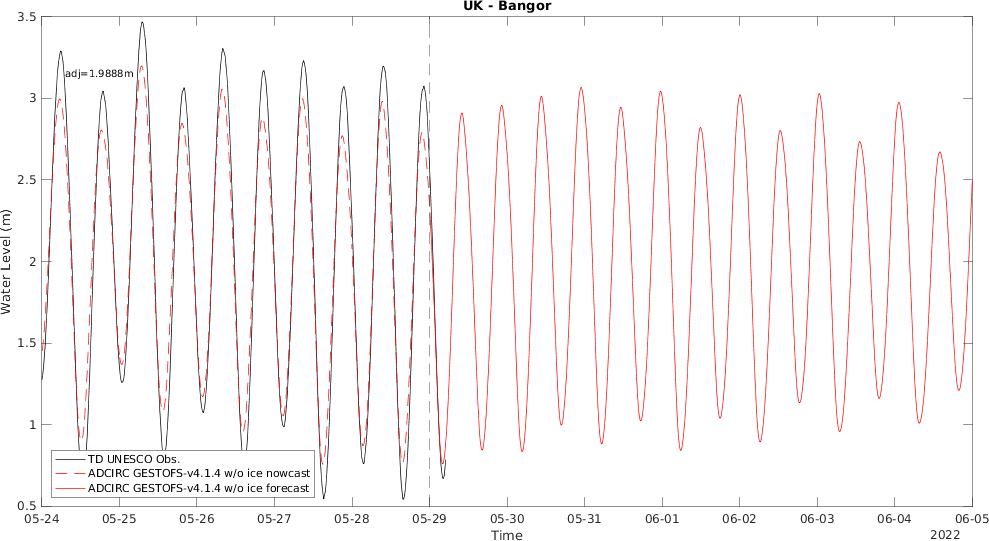 UK - Bangor
3.5
3
2.5
2
1.5
1
0.5
Water Level (m)
adj=1.9888m
TD UNESCO Obs.
ADCIRC GESTOFS-v4.1.4 w/o ice nowcast
ADCIRC GESTOFS-v4.1.4 w/o ice forecast
05-24 05-25 05-26 05-27 05-28 05-29 05-30 05-31 06-01 06-02 06-03 06-04 06-05
Time
2022